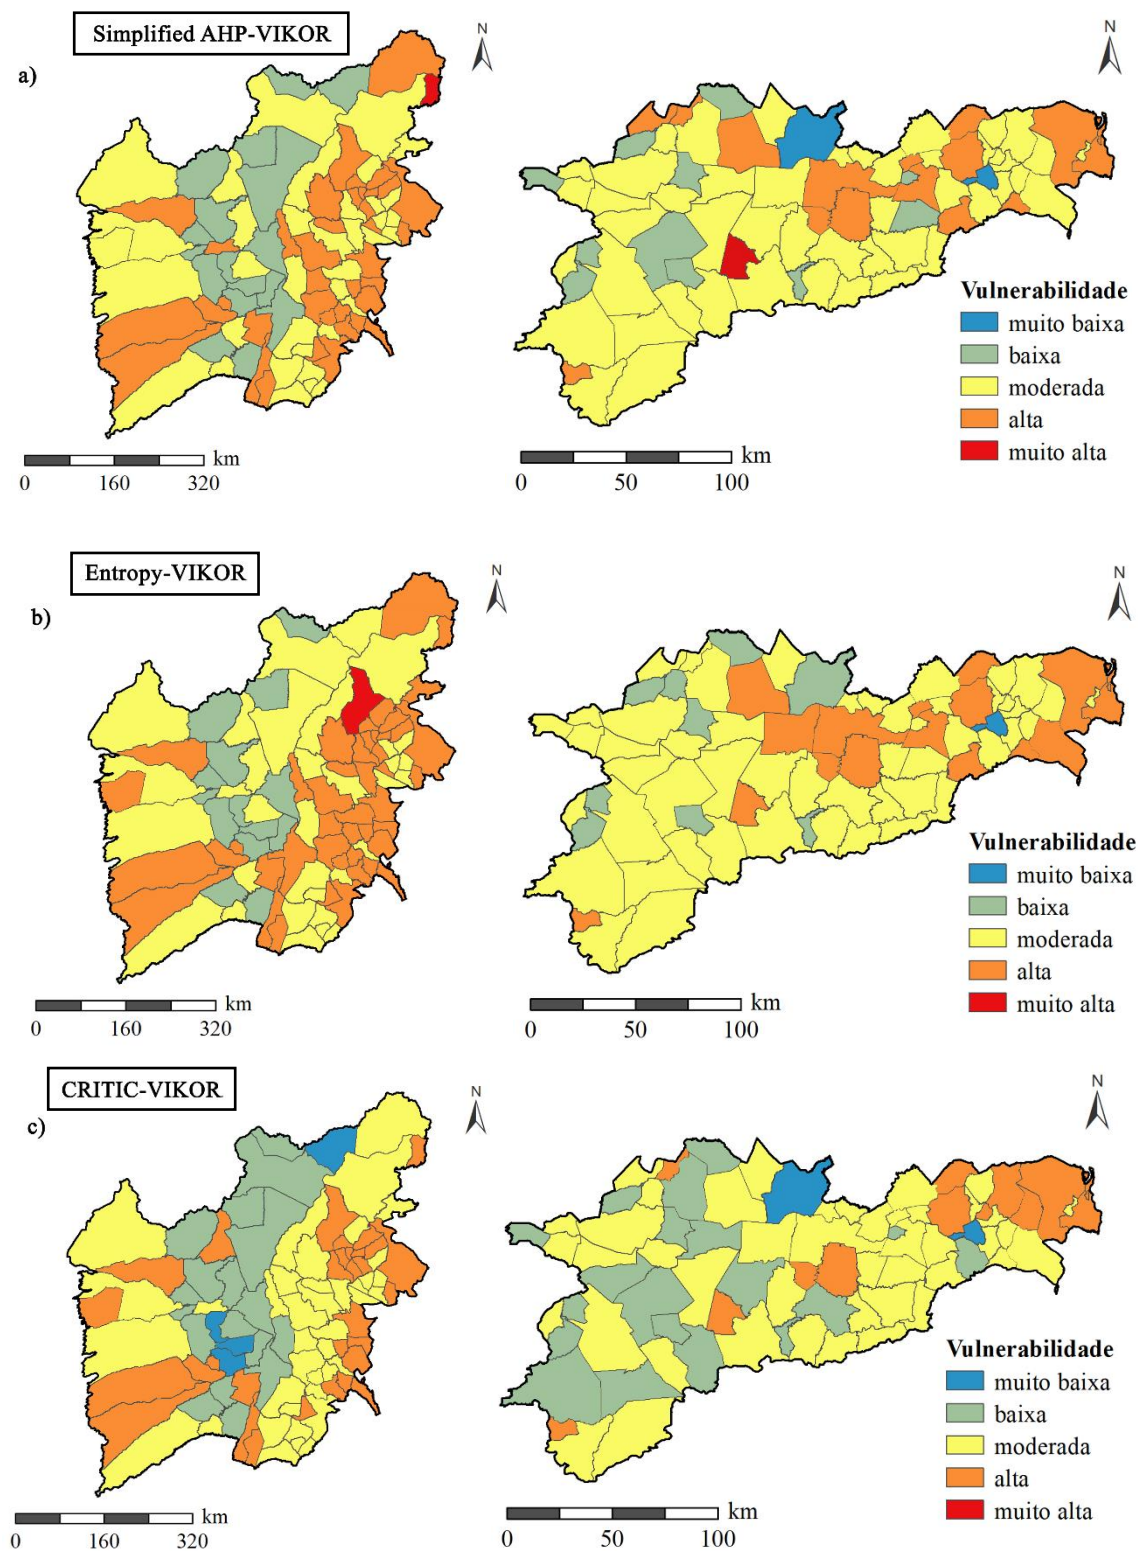 Simplified AHP-VIKOR
a)
N
N
Vulnerabilidade
muito baixa
baixa
moderada
alta
muito alta
km
0 160 320
km
0 50 100
Entropy-VIKOR
b)
N
N
Vulnerabilidade
muito baixa
baixa
moderada
alta
muito alta
km
0 160 320
km
0 50 100
CRITIC-VIKOR
c)
N
N
Vulnerabilidade
muito baixa
baixa
moderada
alta
muito alta
km
0 160 320
km
0 50 100